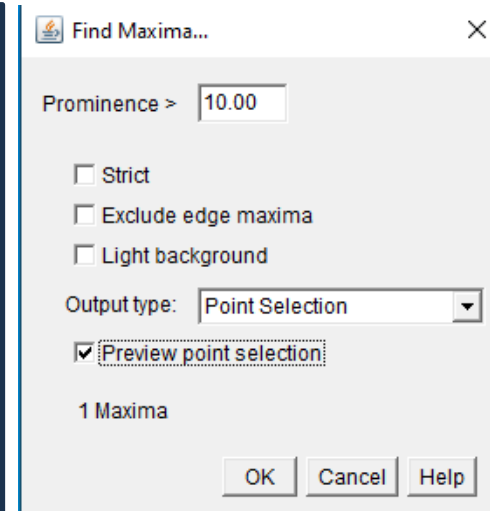 Find Maxima...
Prominence > 10.00
Strict
Exclude edge maxima
Light background
Output type: Point Selection
Preview point selection
1 Maxima
OK Cancel Help